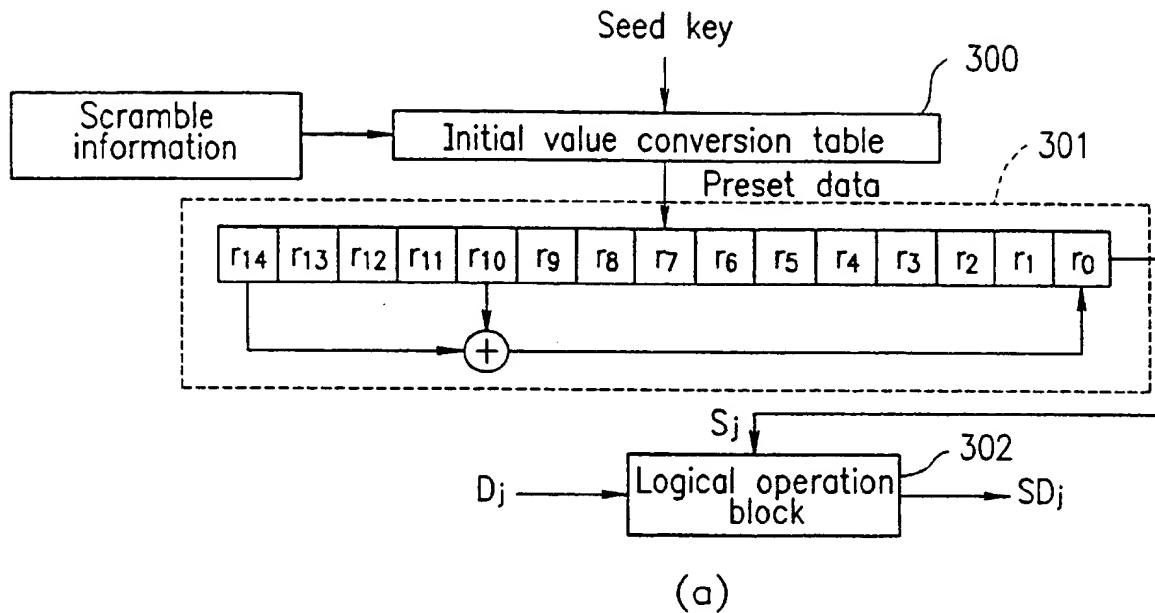 Seed key
300
Scramble
information
Initial value conversion table
301
Preset data
r14 r13 r12 r11 r10 r9 r8 r7 r6 r5 r4 r3 r2 r1 r0
+
Sj
302
Dj
Logical operation
block
SDj
(a)